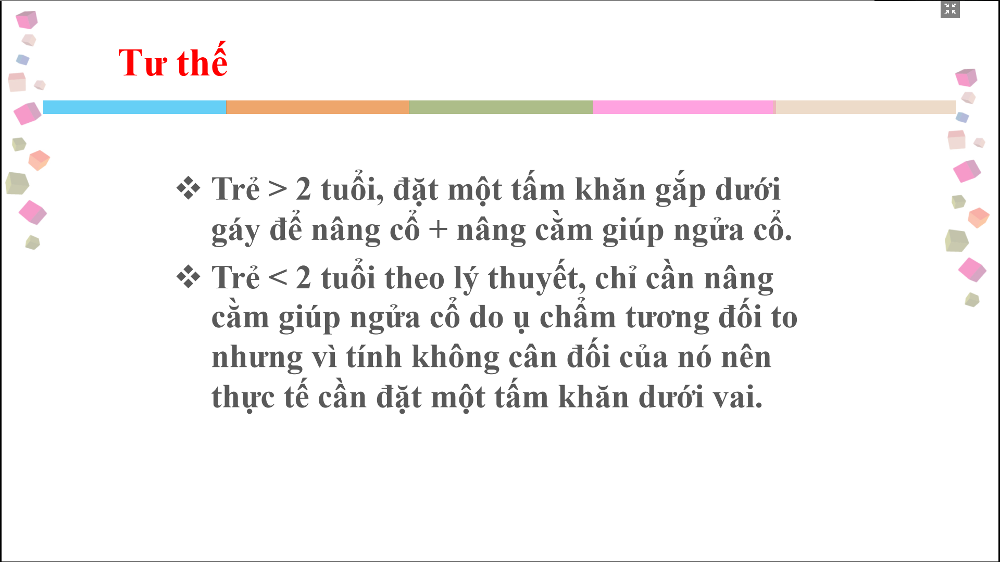 Tư thế
❖ Trẻ > 2 tuổi, đặt một tấm khăn gắp dưới
gáy để nâng cổ + nâng cằm giúp ngửa cổ.
❖ Trẻ < 2 tuổi theo lý thuyết, chỉ cần nâng
cằm giúp ngửa cổ do ụ chẩm tương đối to
nhưng vì tính không cân đối của nó nên
thực tế cần đặt một tấm khăn dưới vai.